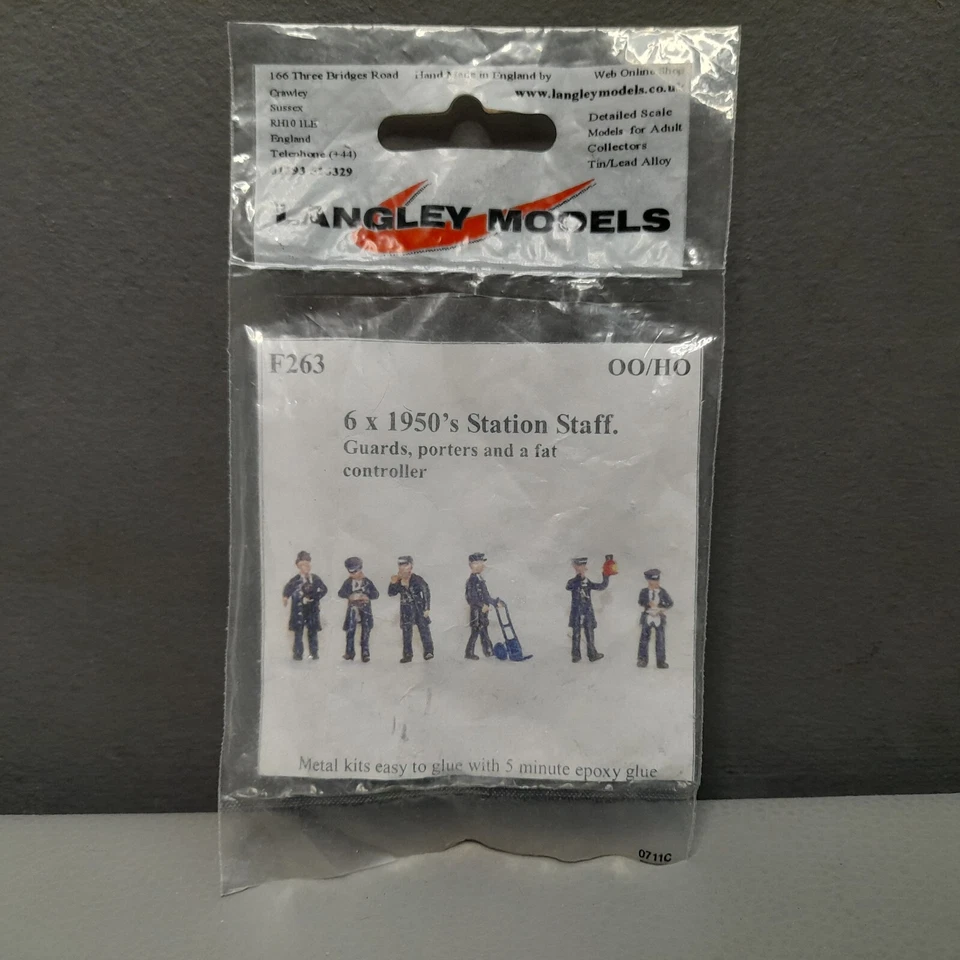 166 Three Bridges Road Hand Made in England by Web Online Shop
Crawley
Sussex
RH10 1LE
England
Telephone (+44)
www.langleymodels.co.uk
Detailed Scale
Models for Adult
Collectors
Tin/Lead Alloy
LANGLEY MODELS
F263 OO/HO
6 x 1950's Station Staff.
Guards, porters and a fat
controller
Metal kits easy to glue with 5 minute epoxy glue
0711C